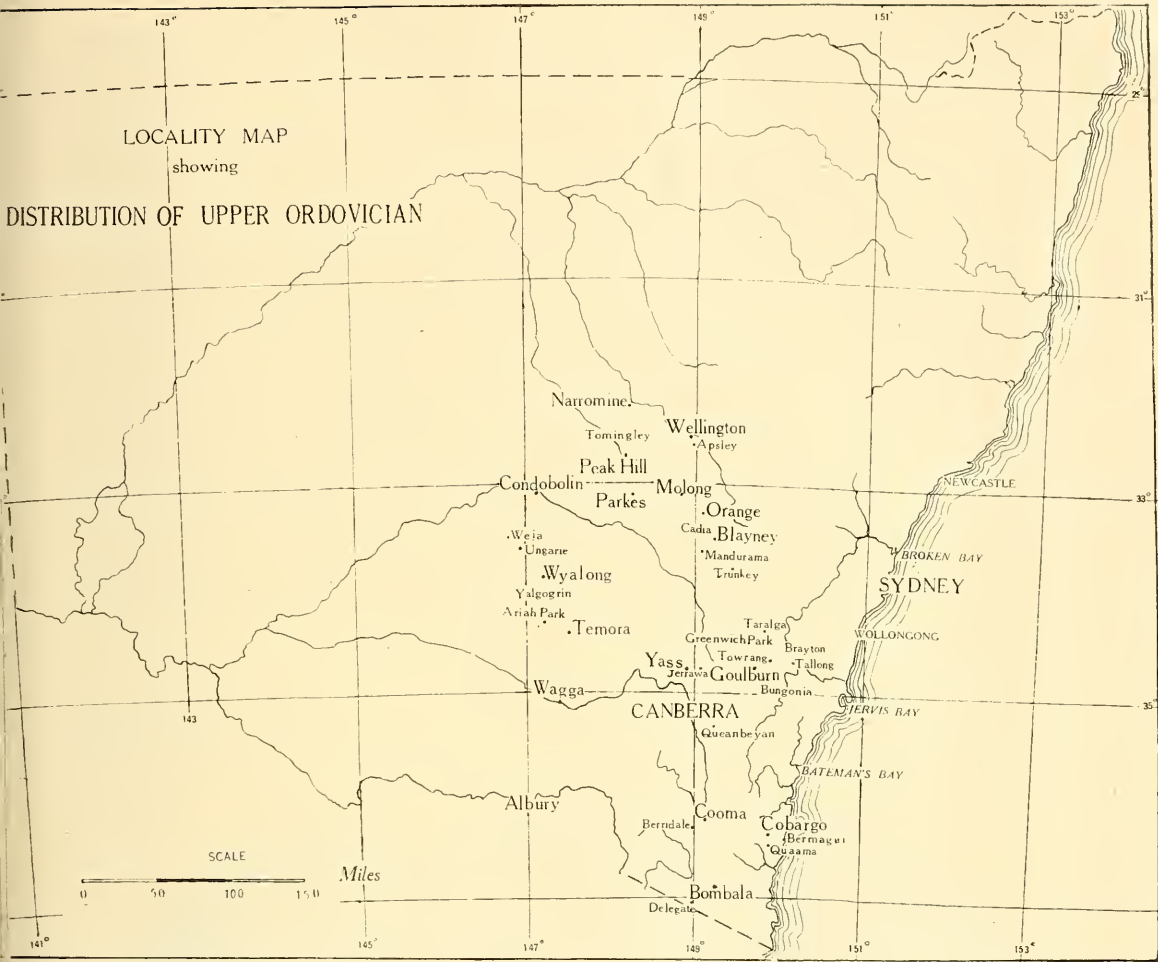 143° 145° 147° 149° 151° 153°
29°
LOCALITY MAP
showing
DISTRIBUTION OF UPPER ORDOVICIAN
31°
Narromine
Wellington
Tomingley
Apsley
Peak Hill
Condobolin
Molong
NEWCASTLE
33°
Parkes
Orange
Cadia
Blayney
Weja
Ungarie
Mandurama
BROKEN BAY
Wyalong
Trunkey
SYDNEY
Yalgogrin
Ariah Park
Temora
Taralga
WOLLONGONG
Greenwich Park
Brayton
Yass
Towrang
Tallong
Jerrawa
Goulburn
Wagga
Bungonia
35°
143
CANBERRA
JERVIS BAY
Queanbeyan
BATEMAN'S BAY
Albury
Cooma
Berridale
Cobargo
Bermagui
Quaama
SCALE
Miles
0 50 100 150
Bombala
Delegate
141° 145° 147° 149° 151° 153°